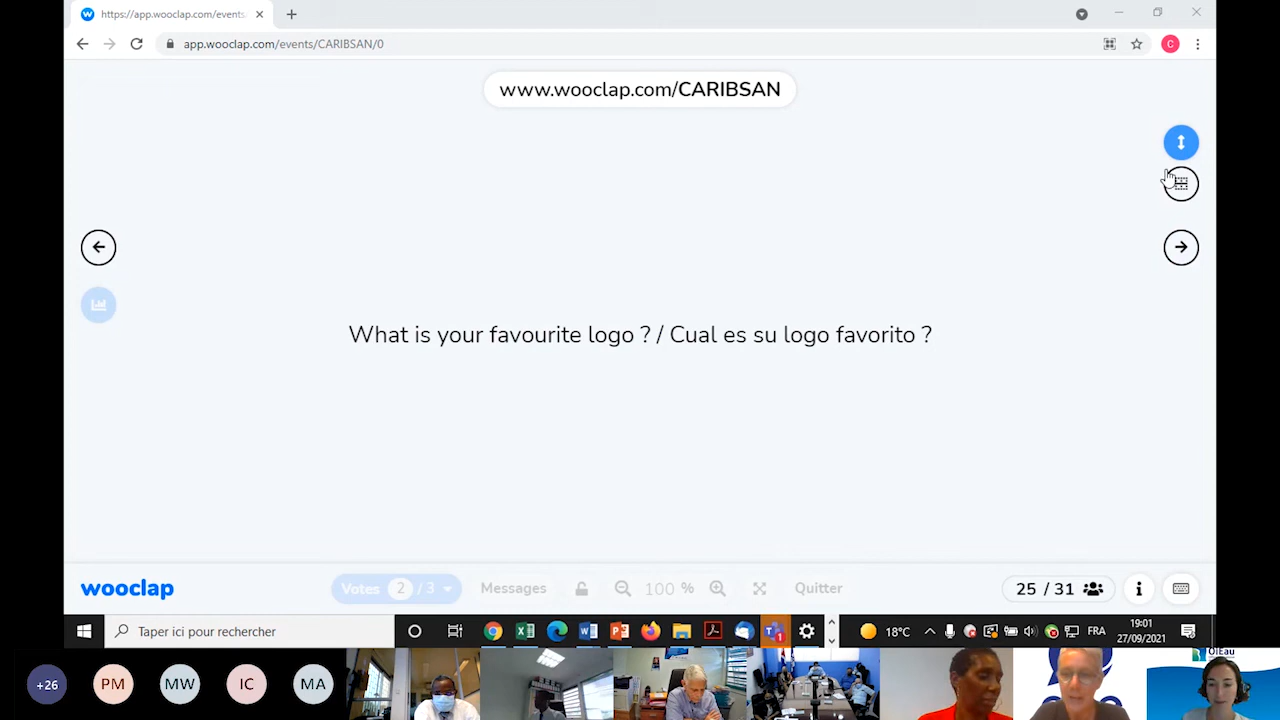 https://app.wooclap.com/events
app.wooclap.com/events/CARIBSAN/0
C
www.wooclap.com/CARIBSAN
What is your favourite logo ? / Cual es su logo favorito ?
wooclap
Votes 2 / 3
Messages
100 %
Quitter
25 / 31
Taper ici pour rechercher
18°C
FRA
19:01
27/09/2021
+26
PM
MW
IC
MA
OiEau